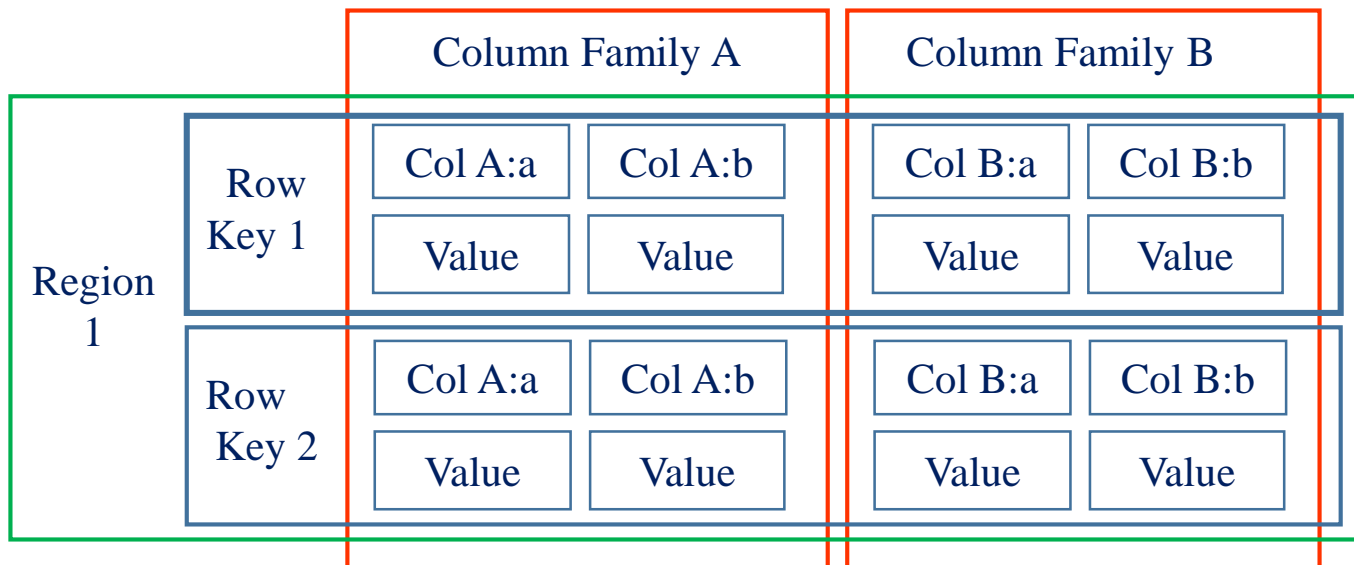 Column Family A
Column Family B
Region
1
Row
Key 1
Col A:a
Col A:b
Col B:a
Col B:b
Value
Value
Value
Value
Row
Key 2
Col A:a
Col A:b
Col B:a
Col B:b
Value
Value
Value
Value